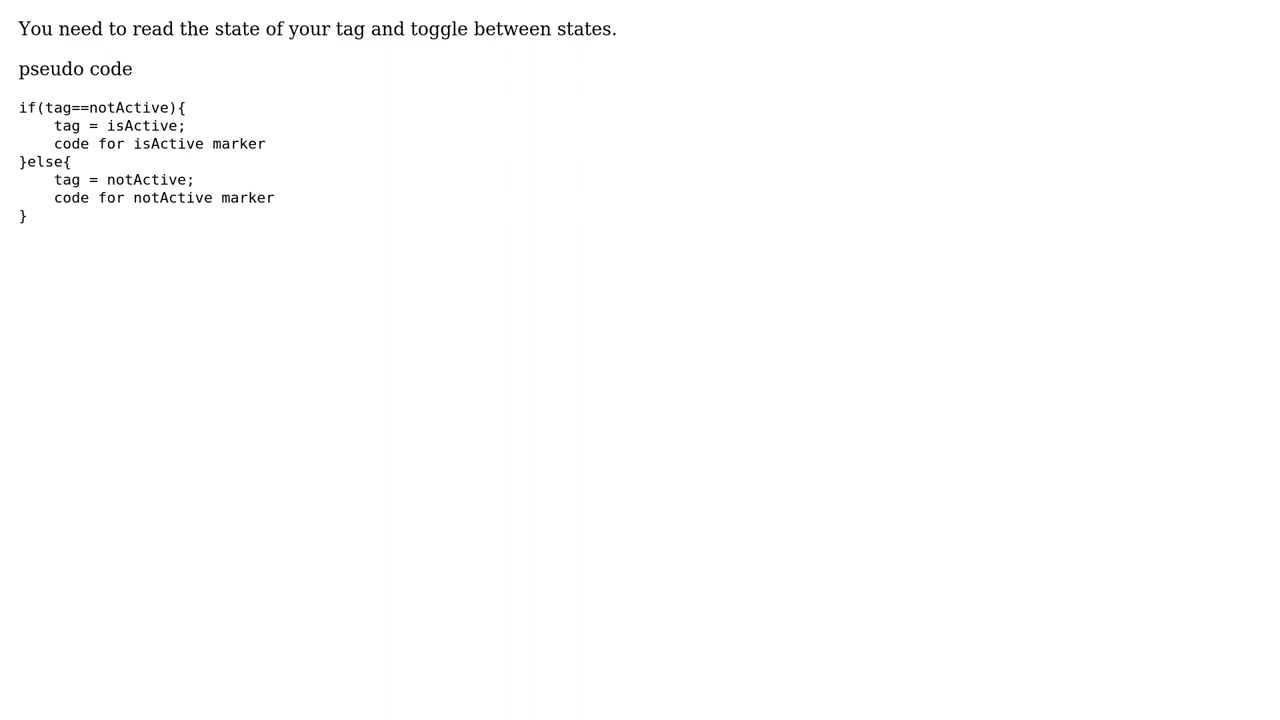 You need to read the state of your tag and toggle between states.
pseudo code
if(tag==notActive){
    tag = isActive;
    code for isActive marker
}else{
    tag = notActive;
    code for notActive marker
}